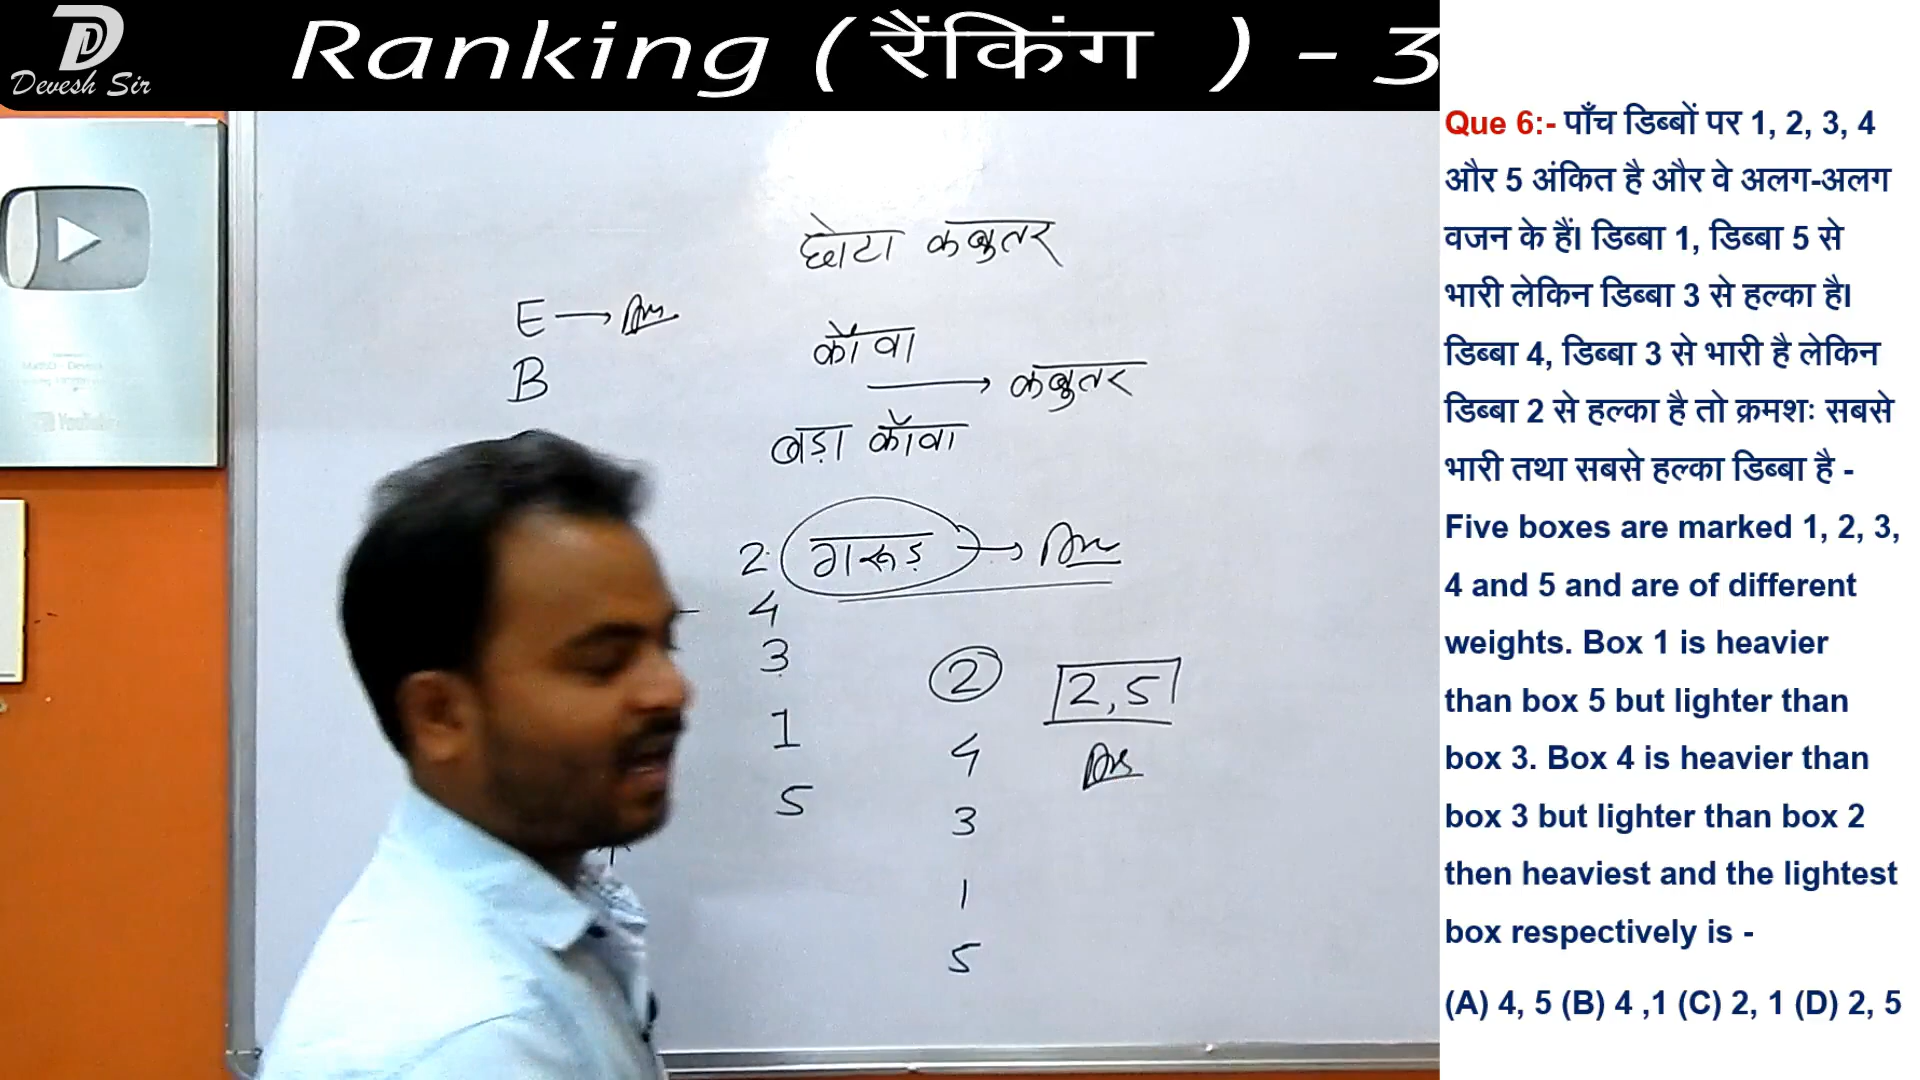 Devesh Sir
Ranking ( रैंकिंग ) - 3
YouTube
छोटा कबुतर
E → Ans
B
कौवा
→ कबुतर
बड़ा कौवा
2 गरूड़ → Ans
4
3
1
5
2
4
3
1
5
2, 5
Ans
Que 6:- पाँच डिब्बों पर 1, 2, 3, 4
और 5 अंकित है और वे अलग-अलग
वजन के हैं। डिब्बा 1, डिब्बा 5 से
भारी लेकिन डिब्बा 3 से हल्का है।
डिब्बा 4, डिब्बा 3 से भारी है लेकिन
डिब्बा 2 से हल्का है तो क्रमशः सबसे
भारी तथा सबसे हल्का डिब्बा है -
Five boxes are marked 1, 2, 3,
4 and 5 and are of different
weights. Box 1 is heavier
than box 5 but lighter than
box 3. Box 4 is heavier than
box 3 but lighter than box 2
then heaviest and the lightest
box respectively is -
(A) 4, 5 (B) 4 ,1 (C) 2, 1 (D) 2, 5